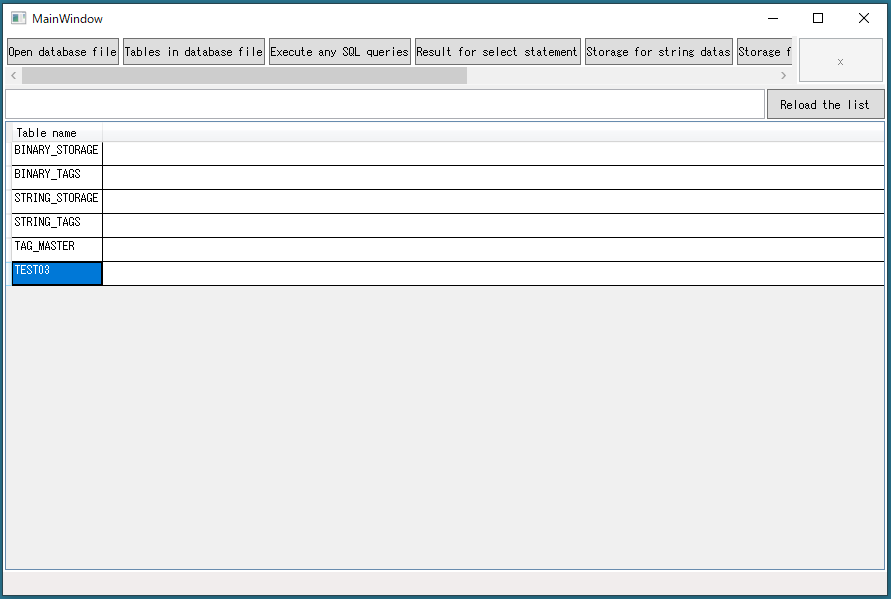 MainWindow
Open database file Tables in database file Execute any SQL queries Result for select statement Storage for string datas Storage f
x
Reload the list
Table name
BINARY_STORAGE
BINARY_TAGS
STRING_STORAGE
STRING_TAGS
TAG_MASTER
TEST03